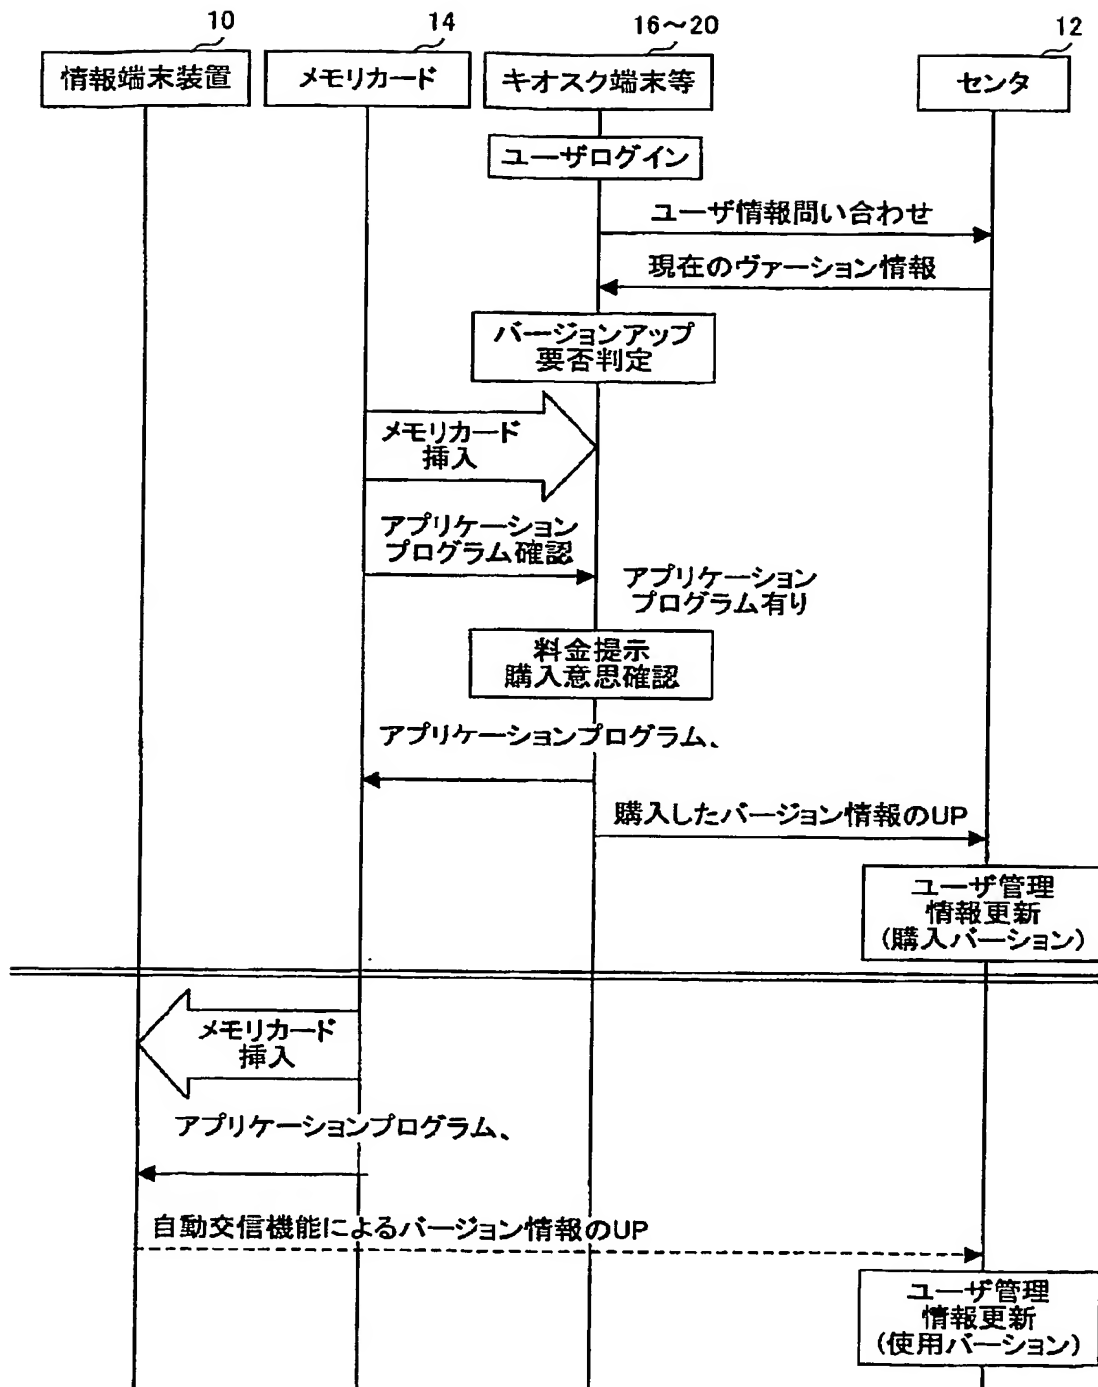 10
14
16～20
12
情報端末装置
メモリカード
キオスク端末等
センタ
ユーザログイン
ユーザ情報問い合わせ
現在のヴァーション情報
バージョンアップ
要否判定
メモリカード
挿入
アプリケーション
プログラム確認
アプリケーション
プログラム有り
料金提示
購入意思確認
アプリケーションプログラム、
購入したバージョン情報のUP
ユーザ管理
情報更新
(購入バーション)
メモリカード
挿入
アプリケーションプログラム、
自動交信機能によるバージョン情報のUP
ユーザ管理
情報更新
(使用バーション)